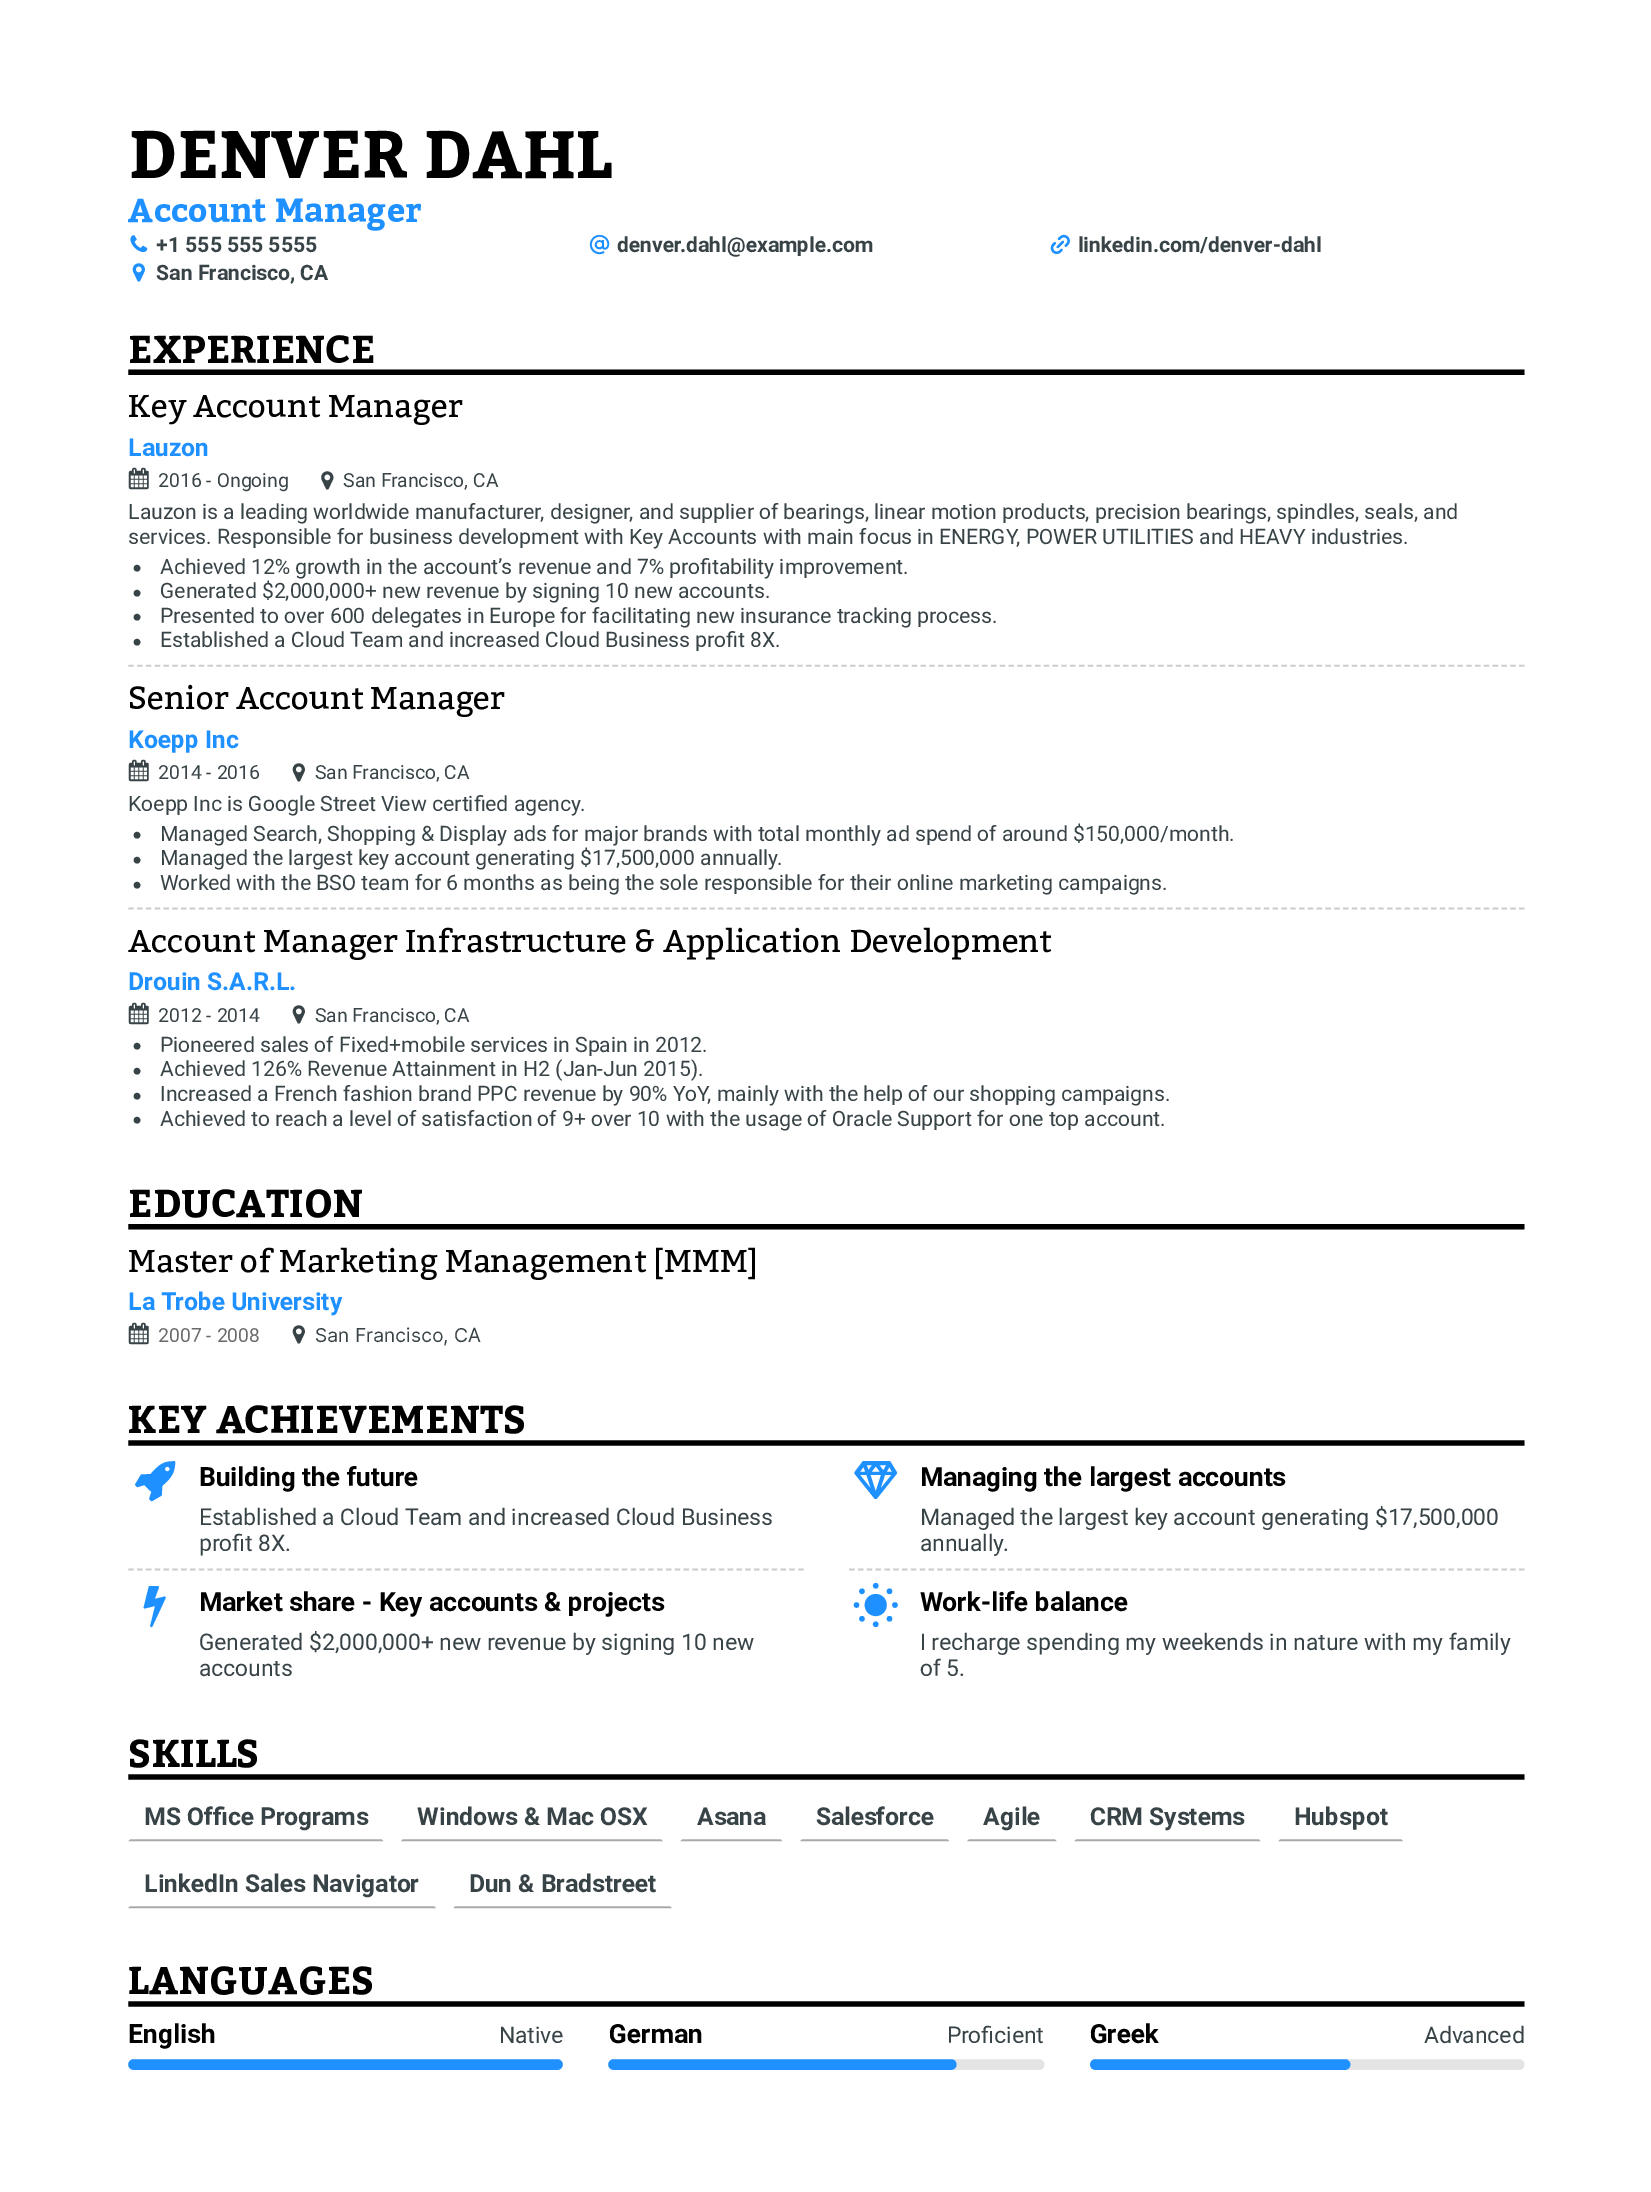 DENVER DAHL
Account Manager
+1 555 555 5555 denver.dahl@example.com linkedin.com/denver-dahl
San Francisco, CA
EXPERIENCE
Key Account Manager
Lauzon
2016 - Ongoing San Francisco, CA
Lauzon is a leading worldwide manufacturer, designer, and supplier of bearings, linear motion products, precision bearings, spindles, seals, and
services. Responsible for business development with Key Accounts with main focus in ENERGY, POWER UTILITIES and HEAVY industries.
• Achieved 12% growth in the account’s revenue and 7% profitability improvement.
• Generated $2,000,000+ new revenue by signing 10 new accounts.
• Presented to over 600 delegates in Europe for facilitating new insurance tracking process.
• Established a Cloud Team and increased Cloud Business profit 8X.
Senior Account Manager
Koepp Inc
2014 - 2016 San Francisco, CA
Koepp Inc is Google Street View certified agency.
• Managed Search, Shopping & Display ads for major brands with total monthly ad spend of around $150,000/month.
• Managed the largest key account generating $17,500,000 annually.
• Worked with the BSO team for 6 months as being the sole responsible for their online marketing campaigns.
Account Manager Infrastructure & Application Development
Drouin S.A.R.L.
2012 - 2014 San Francisco, CA
• Pioneered sales of Fixed+mobile services in Spain in 2012.
• Achieved 126% Revenue Attainment in H2 (Jan-Jun 2015).
• Increased a French fashion brand PPC revenue by 90% YoY, mainly with the help of our shopping campaigns.
• Achieved to reach a level of satisfaction of 9+ over 10 with the usage of Oracle Support for one top account.
EDUCATION
Master of Marketing Management [MMM]
La Trobe University
2007 - 2008 San Francisco, CA
KEY ACHIEVEMENTS
Building the future
Established a Cloud Team and increased Cloud Business
profit 8X.
Managing the largest accounts
Managed the largest key account generating $17,500,000
annually.
Market share - Key accounts & projects
Generated $2,000,000+ new revenue by signing 10 new
accounts
Work-life balance
I recharge spending my weekends in nature with my family
of 5.
SKILLS
MS Office Programs Windows & Mac OSX Asana Salesforce Agile CRM Systems Hubspot
LinkedIn Sales Navigator Dun & Bradstreet
LANGUAGES
English Native German Proficient Greek Advanced